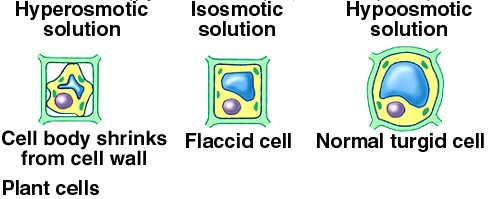 Hyperosmotic
solution
Isosmotic
solution
Hypoosmotic
solution
Cell body shrinks
from cell wall
Flaccid cell
Normal turgid cell
Plant cells